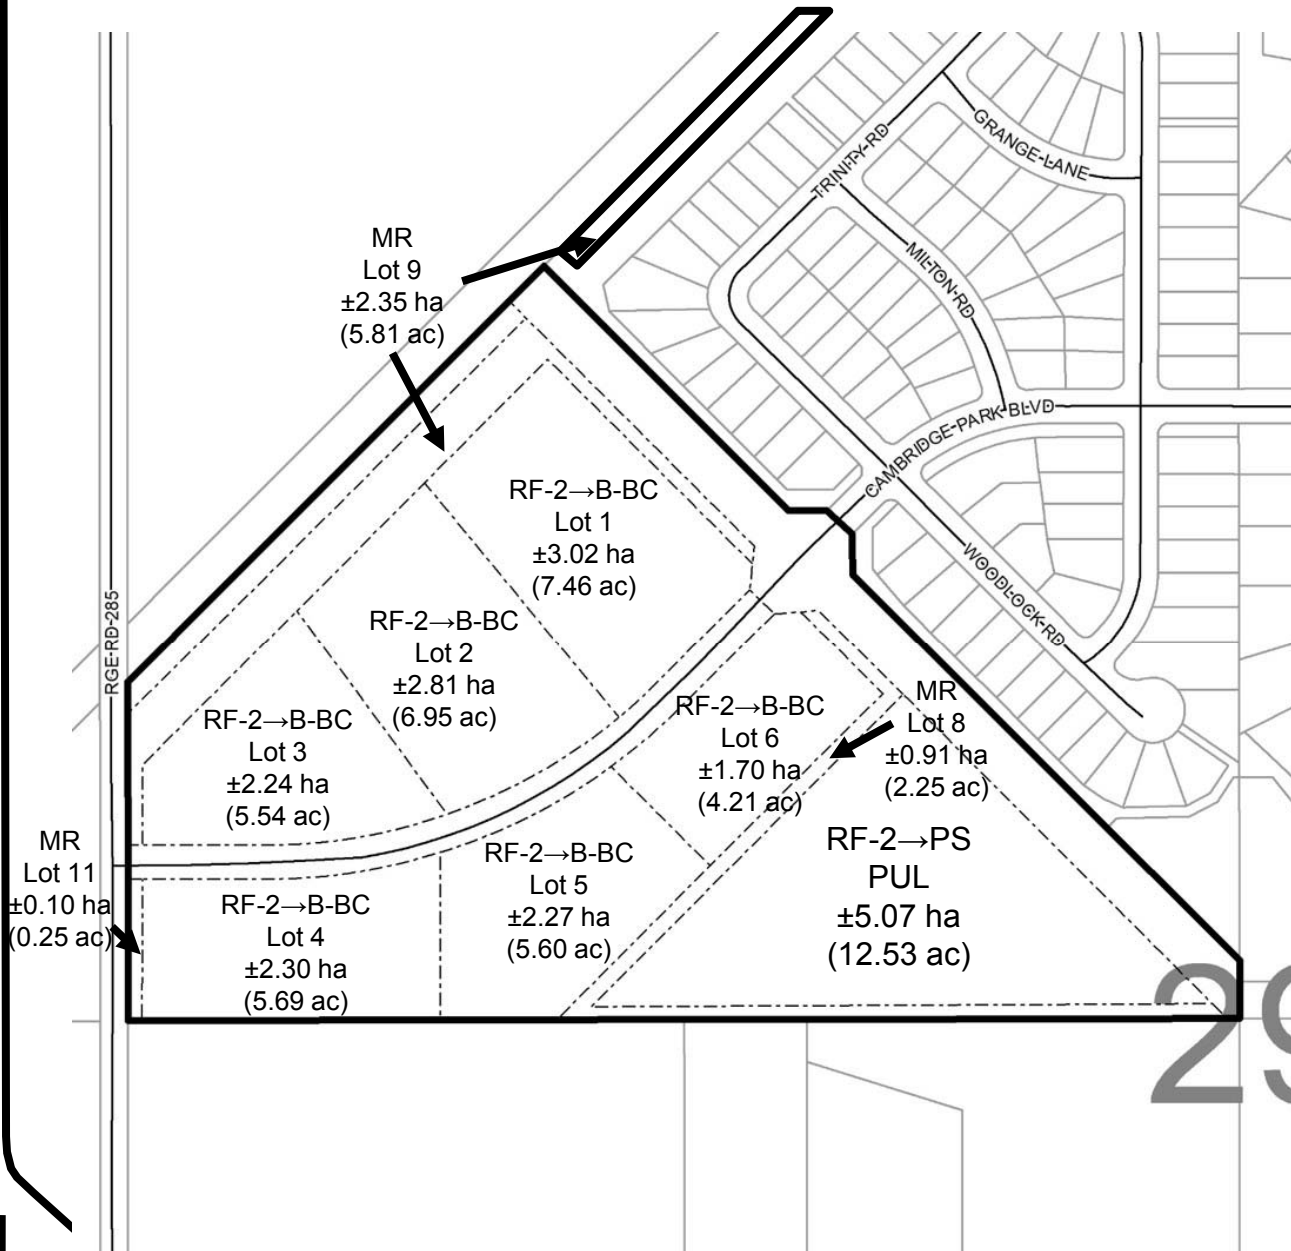 GRANGE-LANE
TRINITY-RD
MILTON-RD
CAMBRIDGE-PARK-BLVD
WOODLOCK-RD
RGE-RD-285
MR
Lot 9
±2.35 ha
(5.81 ac)
RF-2→B-BC
Lot 1
±3.02 ha
(7.46 ac)
RF-2→B-BC
Lot 2
±2.81 ha
(6.95 ac)
RF-2→B-BC
Lot 3
±2.24 ha
(5.54 ac)
RF-2→B-BC
Lot 6
±1.70 ha
(4.21 ac)
MR
Lot 8
±0.91 ha
(2.25 ac)
MR
Lot 11
±0.10 ha
(0.25 ac)
RF-2→B-BC
Lot 4
±2.30 ha
(5.69 ac)
RF-2→B-BC
Lot 5
±2.27 ha
(5.60 ac)
RF-2→PS
PUL
±5.07 ha
(12.53 ac)
29